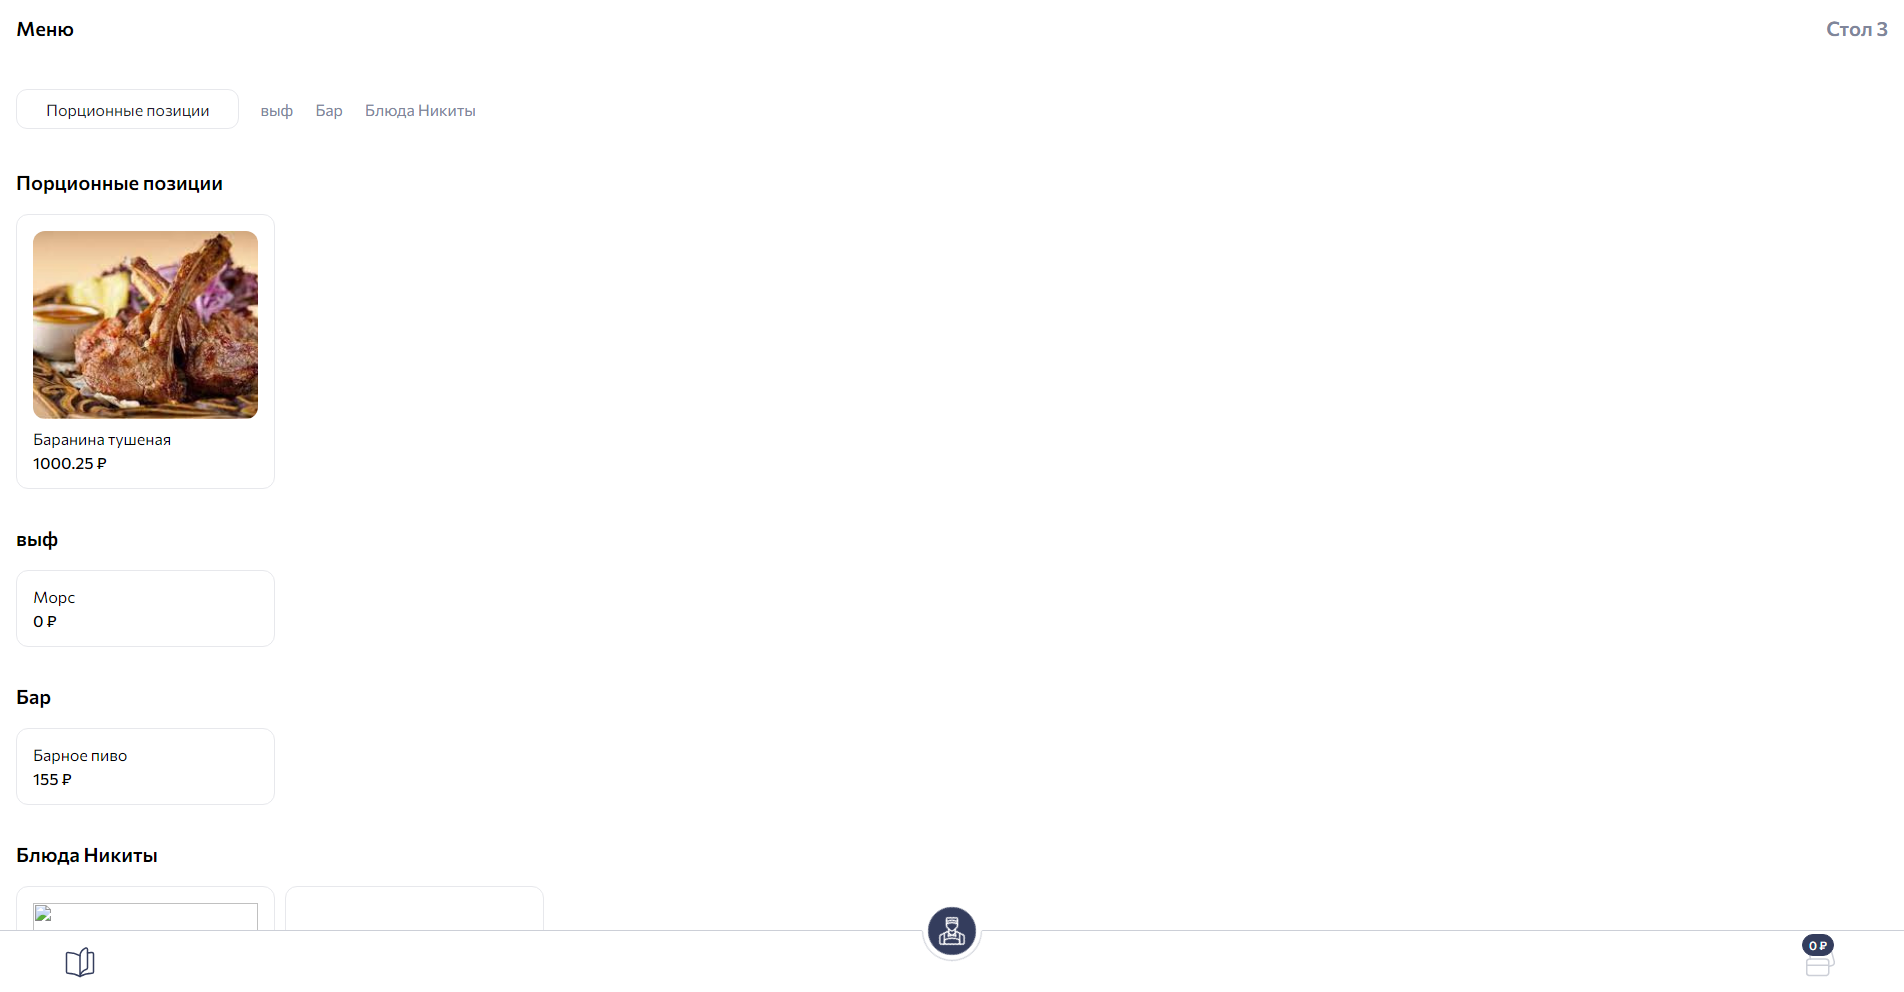 Меню
Стол 3
Порционные позиции выф Бар Блюда Никиты
Порционные позиции
Баранина тушеная
1000.25 ₽
выф
Морс
0 ₽
Бар
Барное пиво
155 ₽
Блюда Никиты
0 ₽